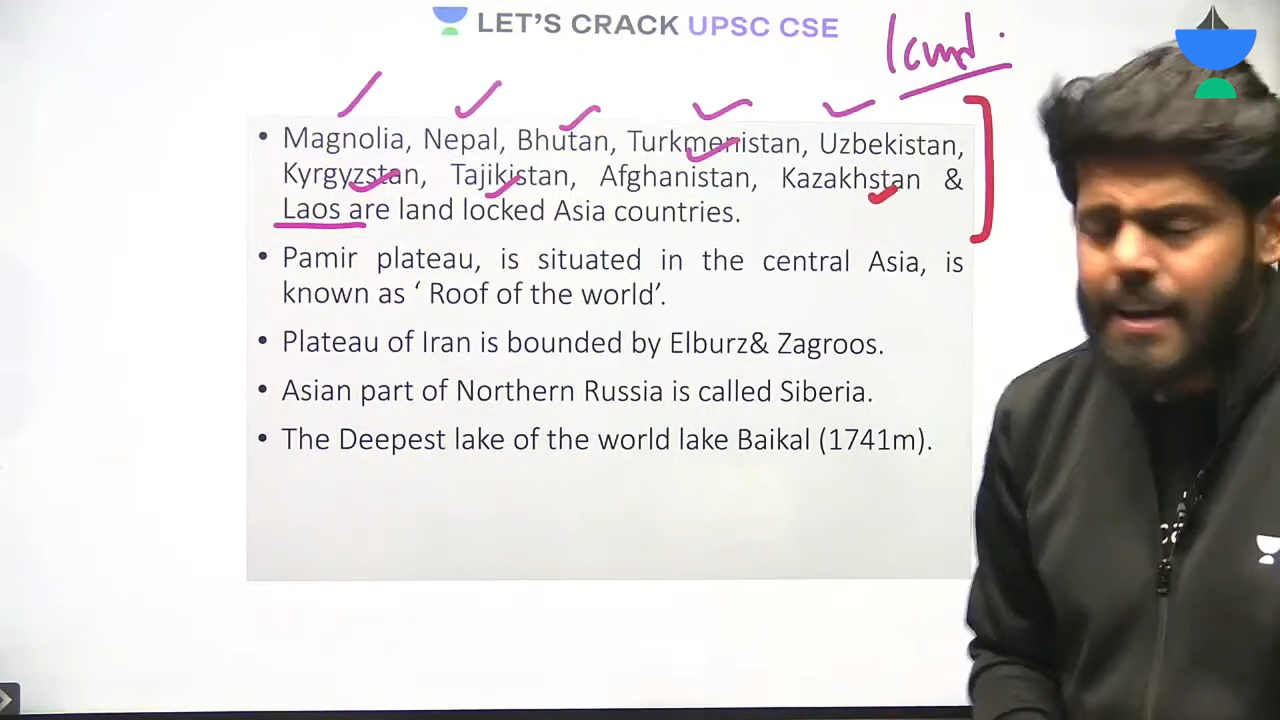 LET'S CRACK UPSC CSE
• Magnolia, Nepal, Bhutan, Turkmenistan, Uzbekistan,
Kyrgyzstan, Tajikistan, Afghanistan, Kazakhstan &
Laos are land locked Asia countries.
• Pamir plateau, is situated in the central Asia, is
known as ‘ Roof of the world’.
• Plateau of Iran is bounded by Elburz& Zagroos.
• Asian part of Northern Russia is called Siberia.
• The Deepest lake of the world lake Baikal (1741m).